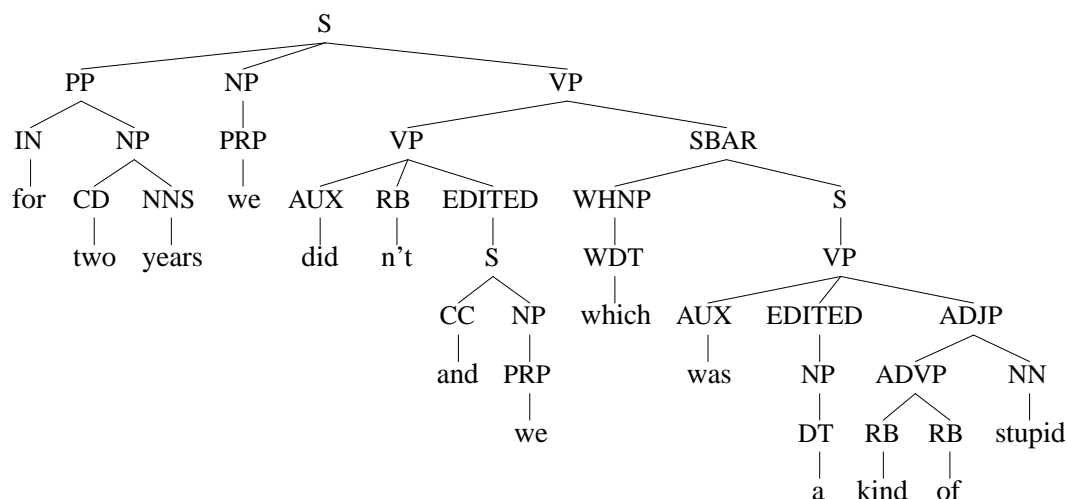 S
PP NP VP
IN NP PRP VP SBAR
for CD NNS we AUX RB EDITED WHNP S
two years did n't S WDT VP
CC NP which AUX EDITED ADJP
and PRP was NP ADVP NN
we DT RB RB stupid
a kind of